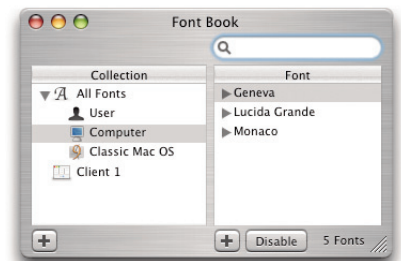 Font Book
Collection
All Fonts
User
Computer
Classic Mac OS
Client 1
Font
Geneva
Lucida Grande
Monaco
Disable
5 Fonts